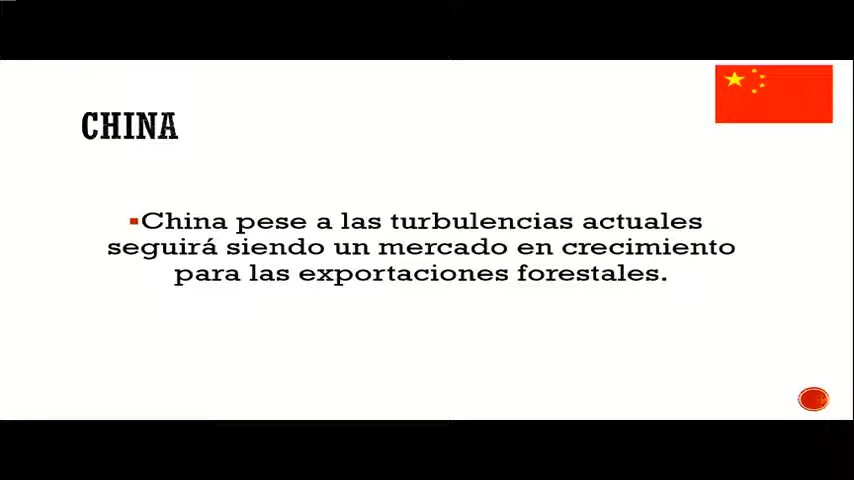 CHINA
▪China pese a las turbulencias actuales
seguirá siendo un mercado en crecimiento
para las exportaciones forestales.